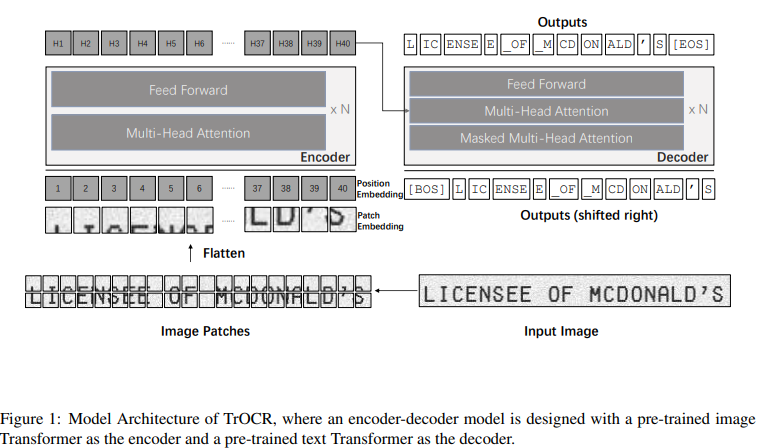 Outputs
H1 H2 H3 H4 H5 H6 ...... H37 H38 H39 H40
L IC ENSE E _OF _M CD ON ALD ' S [EOS]
Feed Forward
Multi-Head Attention
x N
Encoder
Feed Forward
Multi-Head Attention
Masked Multi-Head Attention
x N
Decoder
1 2 3 4 5 6 ...... 37 38 39 40
Position Embedding
[BOS] L IC ENSE E _OF _M CD ON ALD ' S
...... LD'S
Patch Embedding
Outputs (shifted right)
Flatten
LICENSEE OF MCDONALD'S
LICENSEE OF MCDONALD'S
Image Patches
Input Image
Figure 1: Model Architecture of TrOCR, where an encoder-decoder model is designed with a pre-trained image
Transformer as the encoder and a pre-trained text Transformer as the decoder.